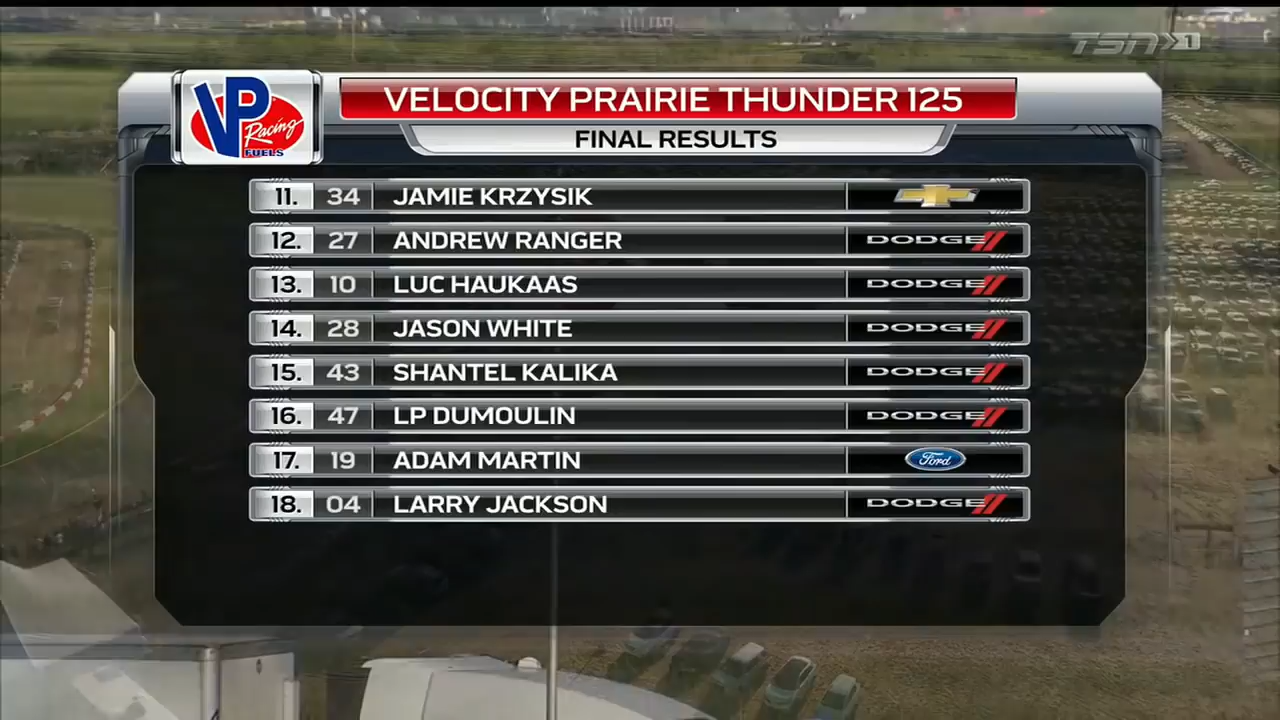 TSN 1
VP Racing FUELS
VELOCITY PRAIRIE THUNDER 125
FINAL RESULTS
11. 34 JAMIE KRZYSIK
12. 27 ANDREW RANGER DODGE
13. 10 LUC HAUKAAS DODGE
14. 28 JASON WHITE DODGE
15. 43 SHANTEL KALIKA DODGE
16. 47 LP DUMOULIN DODGE
17. 19 ADAM MARTIN Ford
18. 04 LARRY JACKSON DODGE